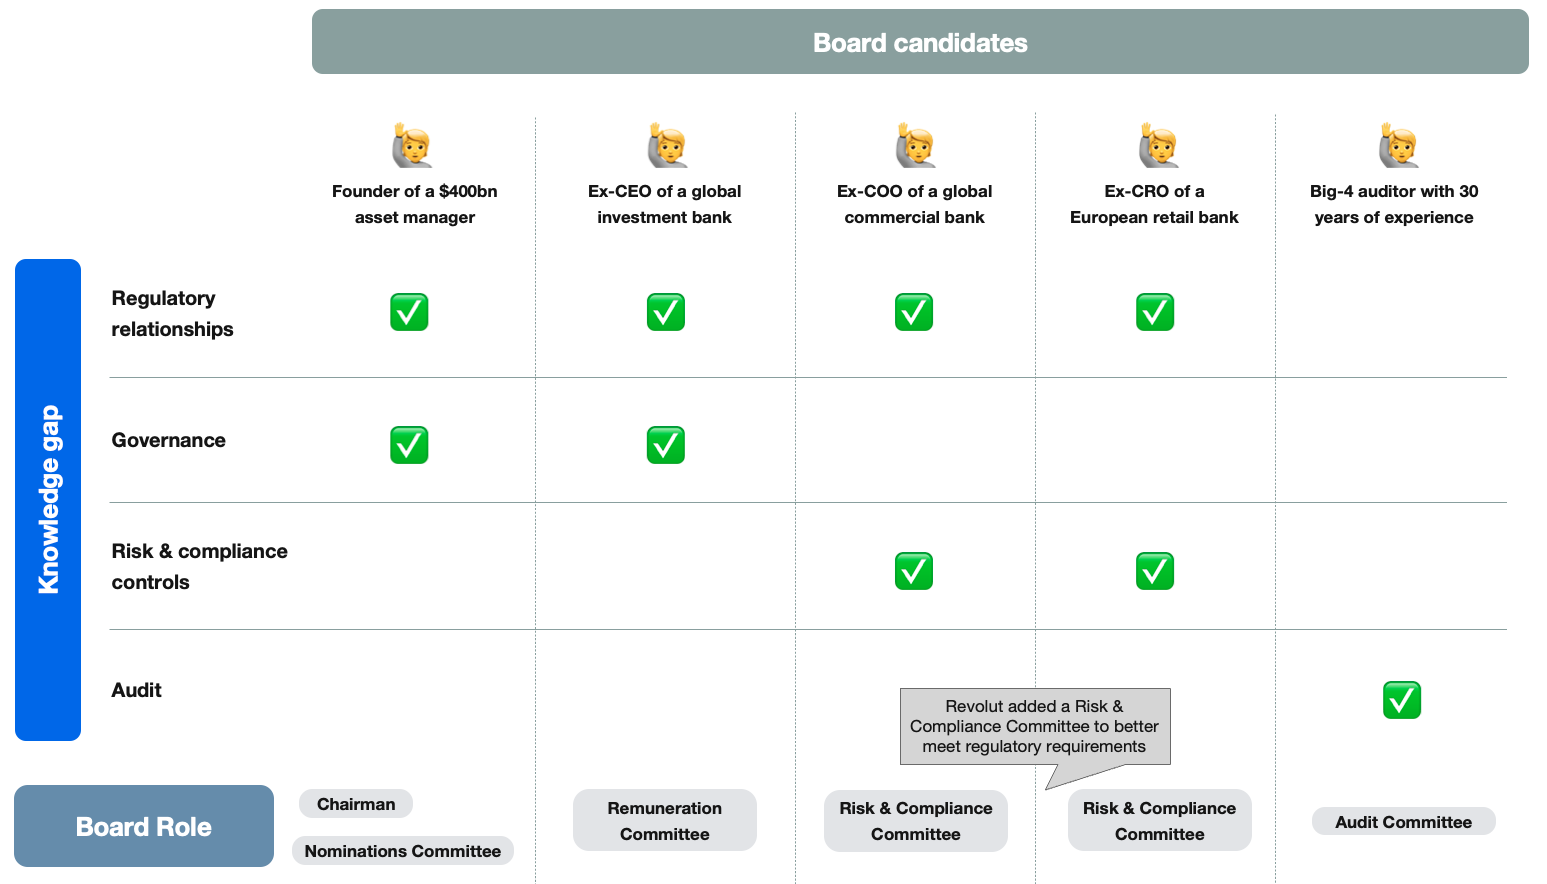 Board candidates
Founder of a $400bn
asset manager
Ex-CEO of a global
investment bank
Ex-COO of a global
commercial bank
Ex-CRO of a
European retail bank
Big-4 auditor with 30
years of experience
Knowledge gap
Regulatory
relationships
Governance
Risk & compliance
controls
Audit
Revolut added a Risk &
Compliance Committee to better
meet regulatory requirements
Board Role
Chairman
Nominations Committee
Remuneration
Committee
Risk & Compliance
Committee
Risk & Compliance
Committee
Audit Committee